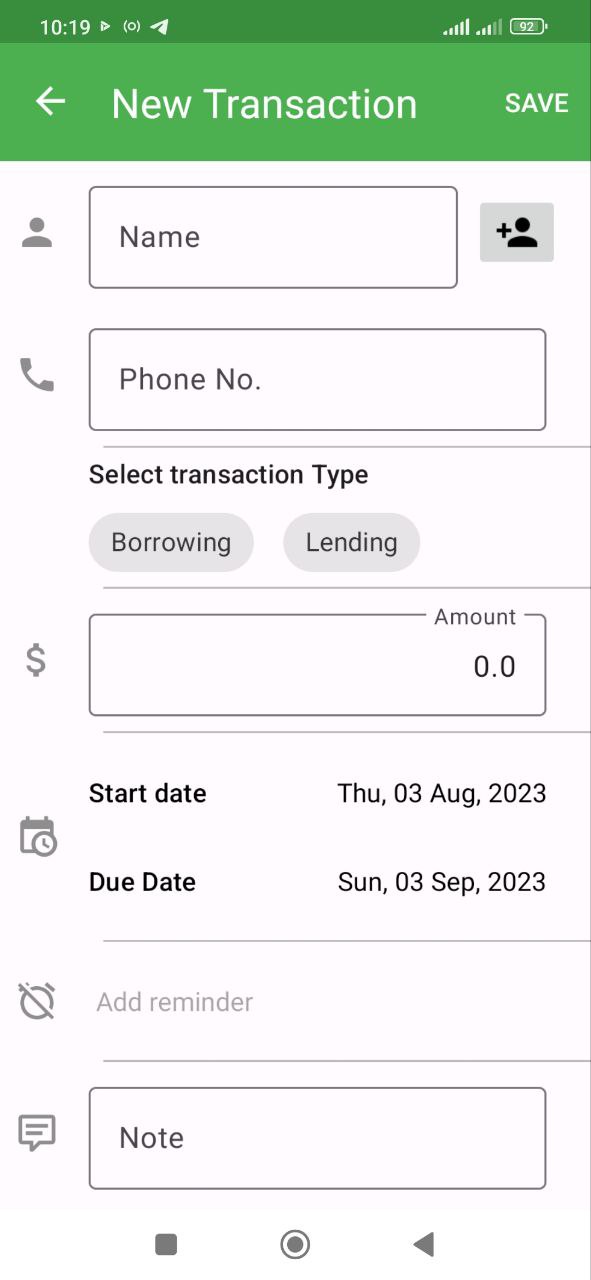 10:19 92
New Transaction SAVE
Name
Phone No.
Select transaction Type
Borrowing Lending
Amount
$ 0.0
Start date Thu, 03 Aug, 2023
Due Date Sun, 03 Sep, 2023
Add reminder
Note